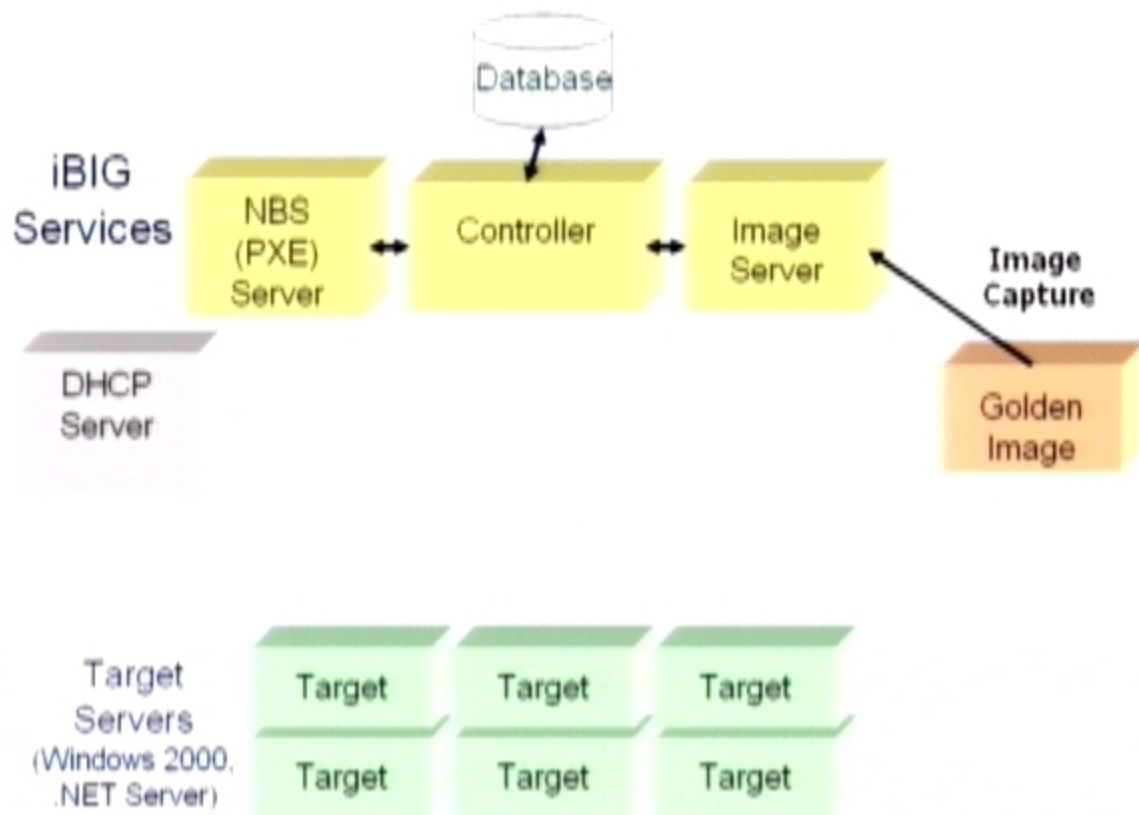 Database
iBIG
Services
NBS
(PXE)
Server
Controller
Image
Server
Image
Capture
DHCP
Server
Golden
Image
Target
Servers
(Windows 2000,
.NET Server)
Target
Target
Target
Target
Target
Target